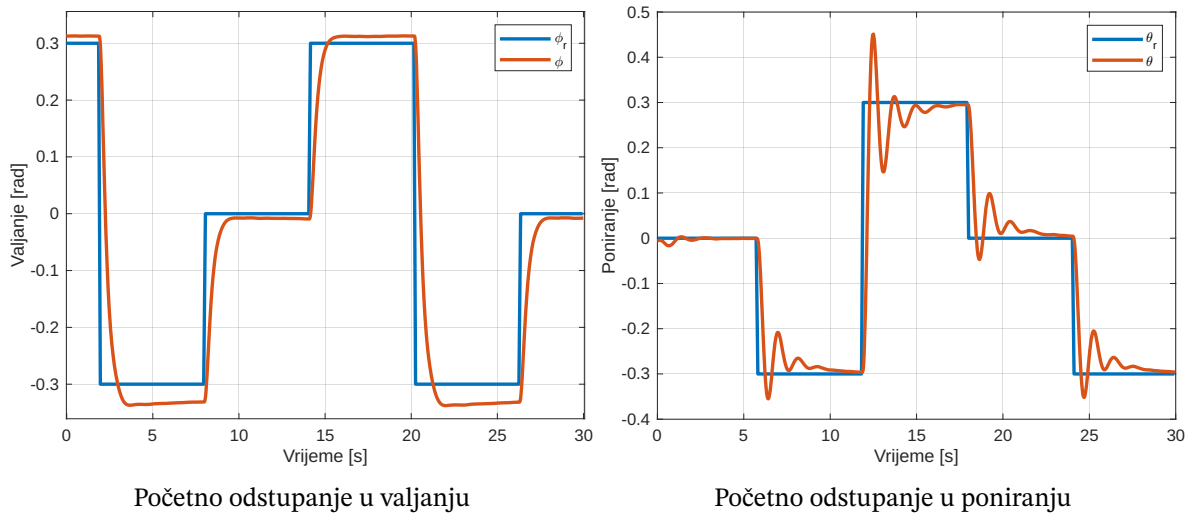 0.3
0.2
0.1
0
-0.1
-0.2
-0.3
Valjanje [rad]
0 5 10 15 20 25 30
Vrijeme [s]
ϕr
ϕ
Početno odstupanje u valjanju
0.5
0.4
0.3
0.2
0.1
0
-0.1
-0.2
-0.3
-0.4
Poniranje [rad]
0 5 10 15 20 25 30
Vrijeme [s]
θr
θ
Početno odstupanje u poniranju